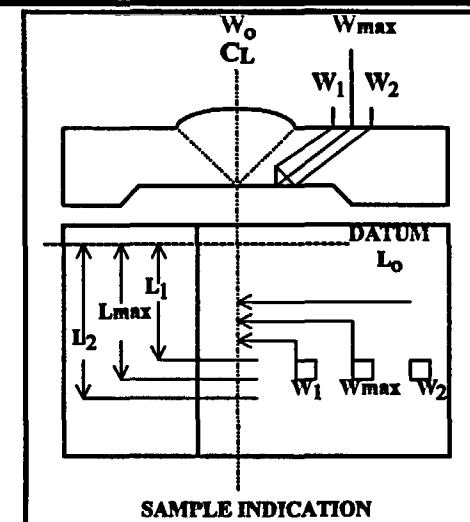 Wo Wmax
CL
W1 W2
DATUM
Lo
L1
Lmax
L2
W1 Wmax W2
SAMPLE INDICATION